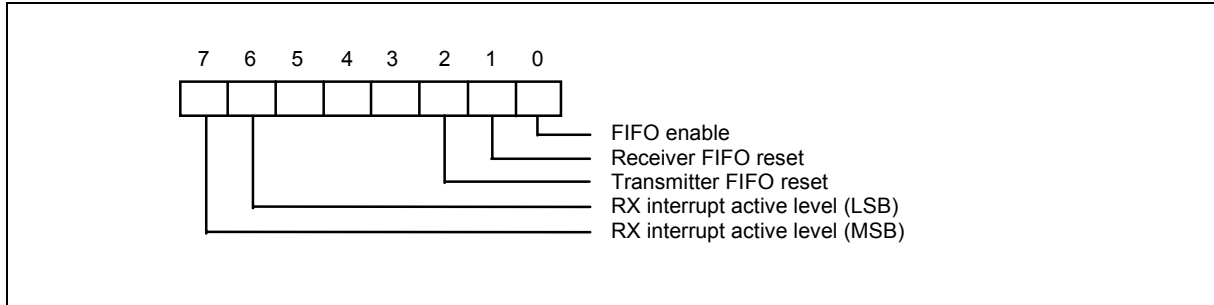 7 6 5 4 3 2 1 0
FIFO enable
Receiver FIFO reset
Transmitter FIFO reset
RX interrupt active level (LSB)
RX interrupt active level (MSB)